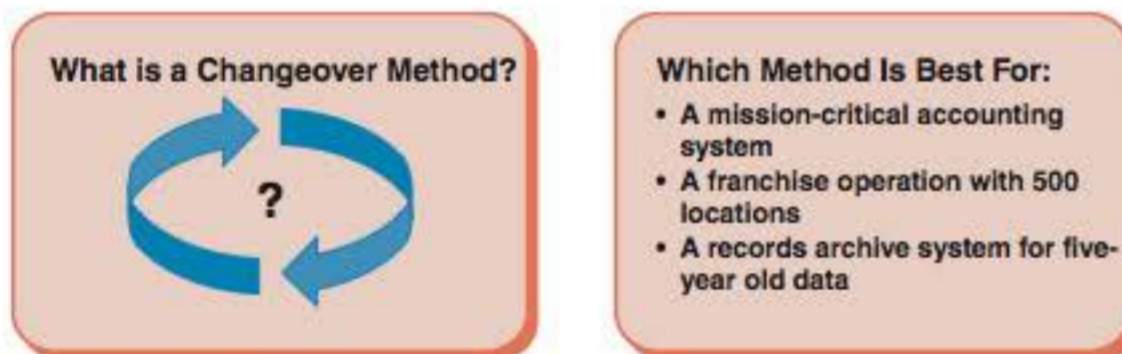 What is a Changeover Method?
?
Which Method Is Best For:
• A mission-critical accounting
system
• A franchise operation with 500
locations
• A records archive system for five-
year old data